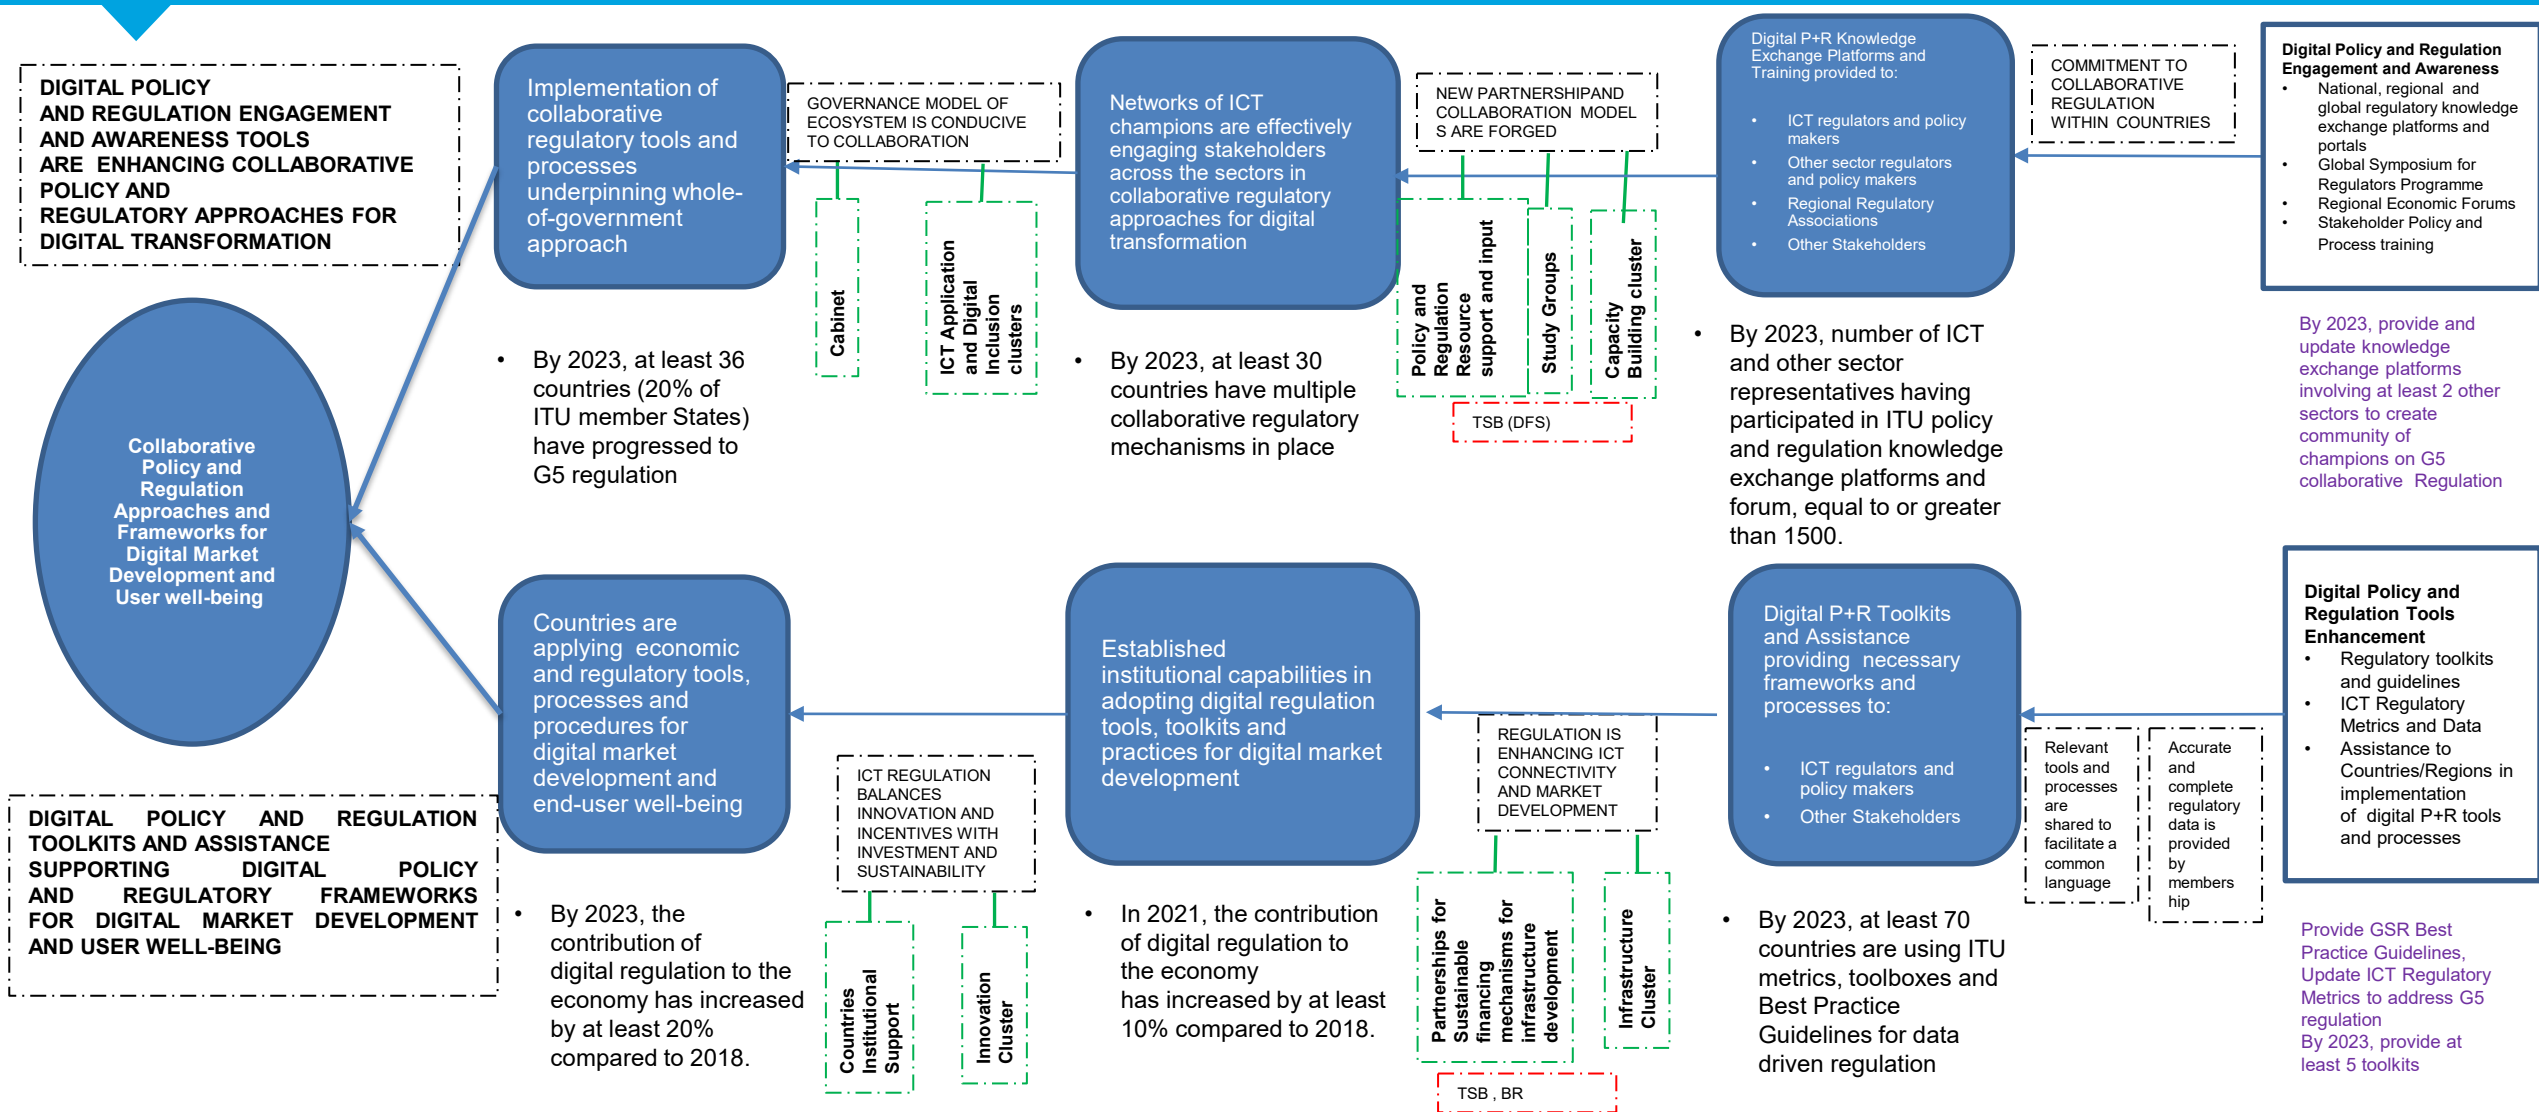 DIGITAL POLICY
AND REGULATION ENGAGEMENT
AND AWARENESS TOOLS
ARE ENHANCING COLLABORATIVE
POLICY AND
REGULATORY APPROACHES FOR
DIGITAL TRANSFORMATION
Implementation of
collaborative
regulatory tools and
processes
underpinning whole-
of-government
approach
GOVERNANCE MODEL OF
ECOSYSTEM IS CONDUCIVE
TO COLLABORATION
Cabinet
ICT Application
and Digital
Inclusion
clusters
Networks of ICT
champions are effectively
engaging stakeholders
across the sectors in
collaborative regulatory
approaches for digital
transformation
NEW PARTNERSHIPAND
COLLABORATION MODEL
S ARE FORGED
Policy and
Regulation
Resource
support and input
Study Groups
Capacity
Building cluster
TSB (DFS)
Digital P+R Knowledge
Exchange Platforms and
Training provided to:
• ICT regulators and policy
makers
• Other sector regulators
and policy makers
• Regional Regulatory
Associations
• Other Stakeholders
COMMITMENT TO
COLLABORATIVE
REGULATION
WITHIN COUNTRIES
Digital Policy and Regulation
Engagement and Awareness
• National, regional and
global regulatory knowledge
exchange platforms and
portals
• Global Symposium for
Regulators Programme
• Regional Economic Forums
• Stakeholder Policy and
Process training
• By 2023, at least 36
countries (20% of
ITU member States)
have progressed to
G5 regulation
• By 2023, at least 30
countries have multiple
collaborative regulatory
mechanisms in place
• By 2023, number of ICT
and other sector
representatives having
participated in ITU policy
and regulation knowledge
exchange platforms and
forum, equal to or greater
than 1500.
By 2023, provide and
update knowledge
exchange platforms
involving at least 2 other
sectors to create
community of
champions on G5
collaborative Regulation
Collaborative
Policy and
Regulation
Approaches and
Frameworks for
Digital Market
Development and
User well-being
DIGITAL POLICY AND REGULATION
TOOLKITS AND ASSISTANCE
SUPPORTING DIGITAL POLICY
AND REGULATORY FRAMEWORKS
FOR DIGITAL MARKET DEVELOPMENT
AND USER WELL-BEING
Countries are
applying economic
and regulatory tools,
processes and
procedures for
digital market
development and
end-user well-being
ICT REGULATION
BALANCES
INNOVATION AND
INCENTIVES WITH
INVESTMENT AND
SUSTAINABILITY
Countries
Institutional
Support
Innovation
Cluster
Established
institutional capabilities in
adopting digital regulation
tools, toolkits and
practices for digital market
development
REGULATION IS
ENHANCING ICT
CONNECTIVITY
AND MARKET
DEVELOPMENT
Partnerships for
Sustainable
financing
mechanisms for
infrastructure
development
Infrastructure
Cluster
TSB , BR
Digital P+R Toolkits
and Assistance
providing necessary
frameworks and
processes to:
• ICT regulators and
policy makers
• Other Stakeholders
Relevant
tools and
processes
are
shared to
facilitate a
common
language
Accurate
and
complete
regulatory
data is
provided
by
members
hip
Digital Policy and
Regulation Tools
Enhancement
• Regulatory toolkits
and guidelines
• ICT Regulatory
Metrics and Data
• Assistance to
Countries/Regions in
implementation
of digital P+R tools
and processes
• By 2023, the
contribution of
digital regulation to the
economy has increased
by at least 20%
compared to 2018.
• In 2021, the contribution
of digital regulation to
the economy
has increased by at least
10% compared to 2018.
• By 2023, at least 70
countries are using ITU
metrics, toolboxes and
Best Practice
Guidelines for data
driven regulation
Provide GSR Best
Practice Guidelines,
Update ICT Regulatory
Metrics to address G5
regulation
By 2023, provide at
least 5 toolkits